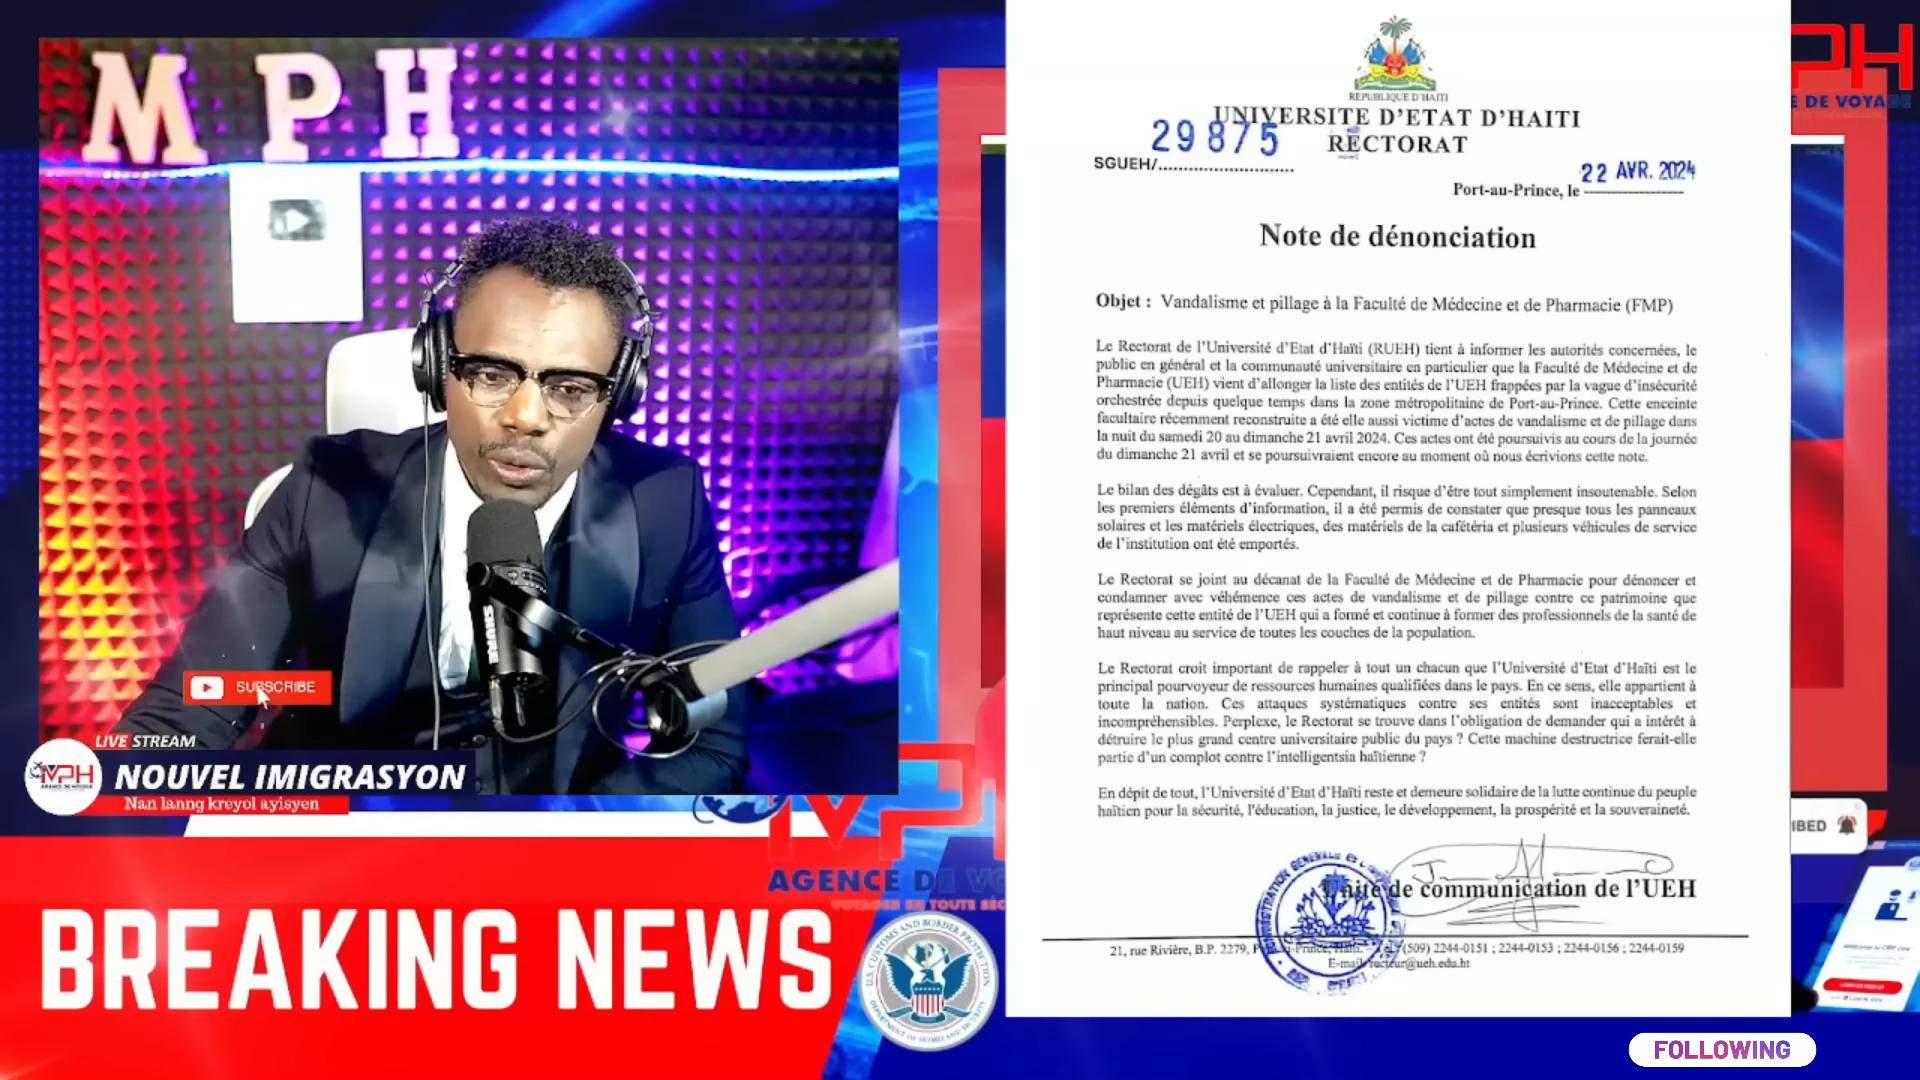 MPH
SUBSCRIBE
SHURE
LIVE STREAM
MPH
NOUVEL IMIGRASYON
Nan lanng kreyol ayisyen
BREAKING NEWS
AGENCE DE VO
VOYAGER EN TOUTE SEC
U.S. CUSTOMS AND BORDER PROTECTION
DEPARTMENT OF HOMELAND SECURITY
REPUBLIQUE D'HAITI
UNIVERSITE D'ETAT D'HAITI
RECTORAT
29875
SGUEH/
22 AVR. 2024
Port-au-Prince, le
Note de dénonciation
Objet : Vandalisme et pillage à la Faculté de Médecine et de Pharmacie (FMP)
Le Rectorat de l'Université d'Etat d'Haïti (RUEH) tient à informer les autorités concernées, le
public en général et la communauté universitaire en particulier que la Faculté de Médecine et de
Pharmacie (UEH) vient d'allonger la liste des entités de l'UEH frappées par la vague d'insécurité
orchestrée depuis quelque temps dans la zone métropolitaine de Port-au-Prince. Cette enceinte
facultaire récemment reconstruite a été elle aussi victime d'actes de vandalisme et de pillage dans
la nuit du samedi 20 au dimanche 21 avril 2024. Ces actes ont été poursuivis au cours de la journée
du dimanche 21 avril et se poursuivraient encore au moment où nous écrivions cette note.
Le bilan des dégâts est à évaluer. Cependant, il risque d'être tout simplement insoutenable. Selon
les premiers éléments d'information, il a été permis de constater que presque tous les panneaux
solaires et les matériels électriques, des matériels de la cafétéria et plusieurs véhicules de service
de l'institution ont été emportés.
Le Rectorat se joint au décanat de la Faculté de Médecine et de Pharmacie pour dénoncer et
condamner avec véhémence ces actes de vandalisme et de pillage contre ce patrimoine que
représente cette entité de l'UEH qui a formé et continue à former des professionnels de la santé de
haut niveau au service de toutes les couches de la population.
Le Rectorat croit important de rappeler à tout un chacun que l'Université d'Etat d'Haïti est le
principal pourvoyeur de ressources humaines qualifiées dans le pays. En ce sens, elle appartient à
toute la nation. Ces attaques systématiques contre ses entités sont inacceptables et
incompréhensibles. Perplexe, le Rectorat se trouve dans l'obligation de demander qui a intérêt à
détruire le plus grand centre universitaire public du pays ? Cette machine destructrice ferait-elle
partie d'un complot contre l'intelligentsia haïtienne ?
En dépit de tout, l'Université d'Etat d'Haïti reste et demeure solidaire de la lutte continue du peuple
haïtien pour la sécurité, l'éducation, la justice, le développement, la prospérité et la souveraineté.
Unite de communication de l'UEH
21, rue Rivière, B.P. 2279, (509) 2244-0151 ; 2244-0153 ; 2244-0156 ; 2244-0159
E-mail recteur@ueh.edu.ht
PH
E DE VOYAGE
IBED
FOLLOWING